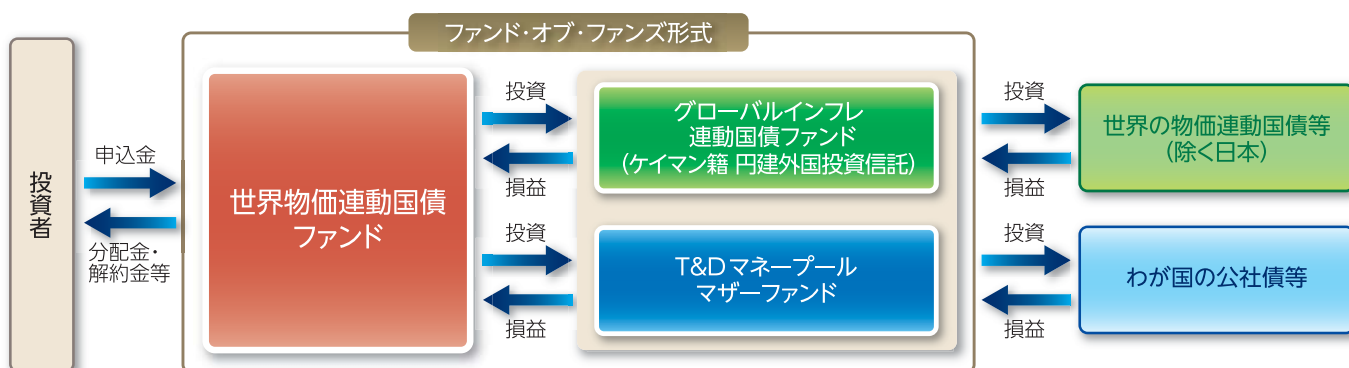 ファンド・オブ・ファンズ形式
投資者
申込金
分配金・
解約金等
世界物価連動国債
ファンド
投資
損益
投資
損益
グローバルインフレ
連動国債ファンド
(ケイマン籍 円建外国投資信託)
T&Dマネープール
マザーファンド
投資
損益
投資
損益
世界の物価連動国債等
(除く日本)
わが国の公社債等